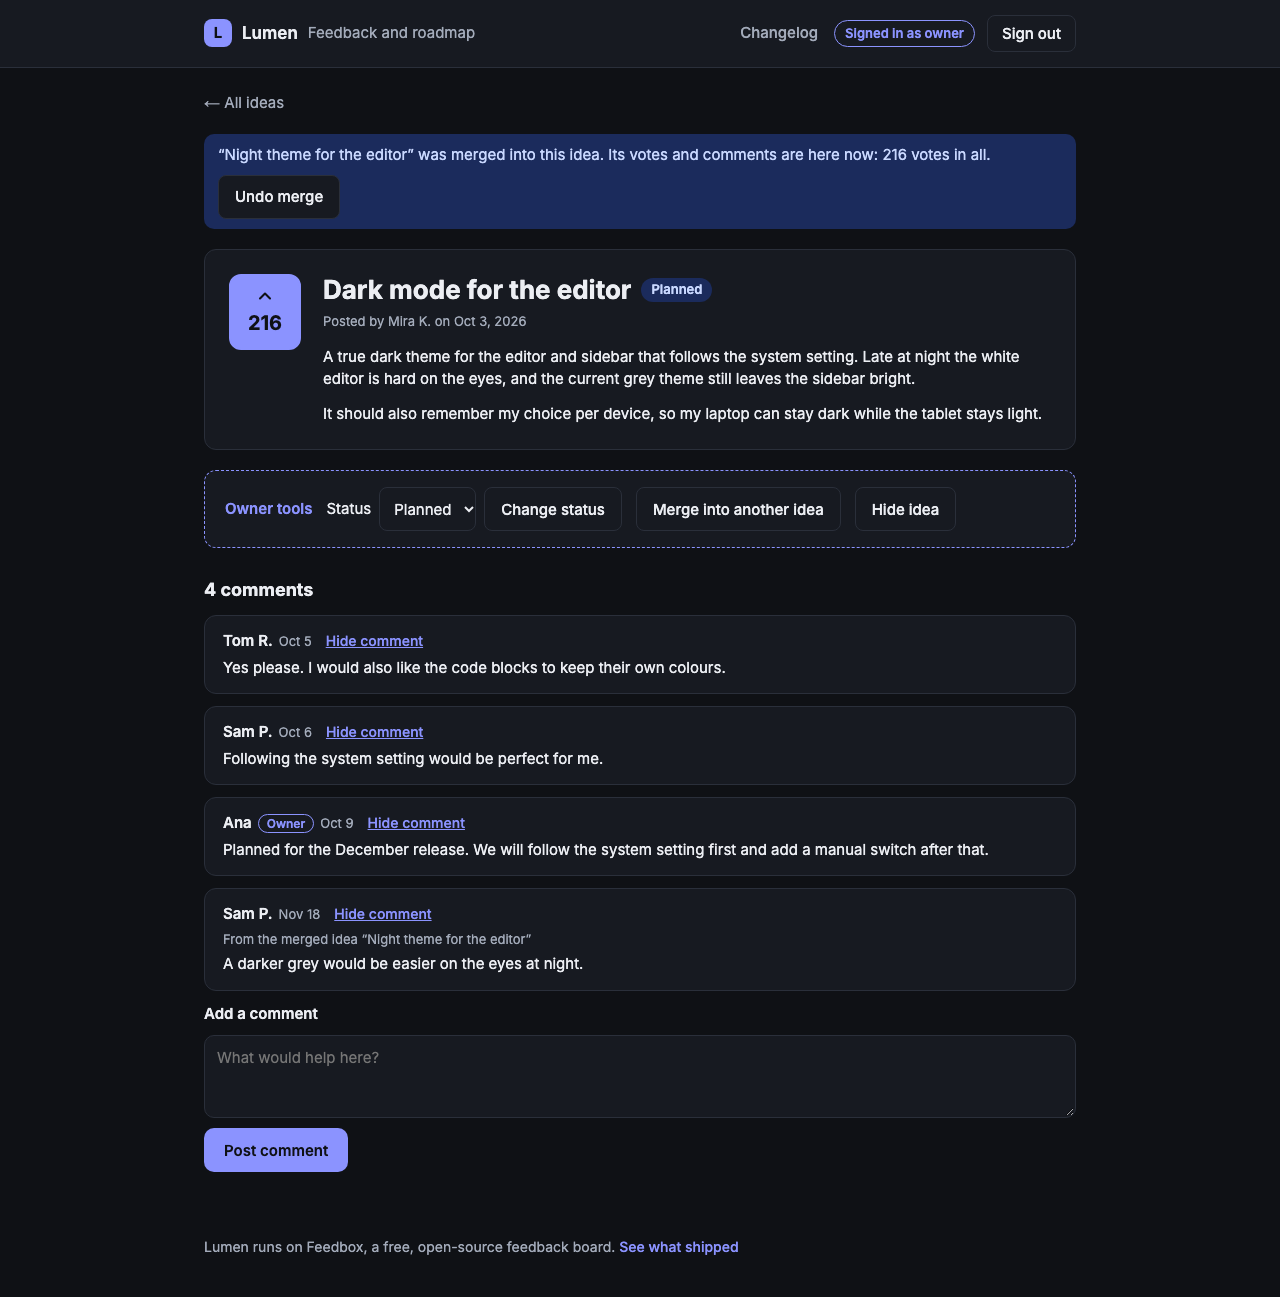 L Lumen Feedback and roadmap Changelog Signed in as owner Sign out
← All ideas
“Night theme for the editor” was merged into this idea. Its votes and comments are here now: 216 votes in all.
Undo merge
216
Dark mode for the editor Planned
Posted by Mira K. on Oct 3, 2026
A true dark theme for the editor and sidebar that follows the system setting. Late at night the white
editor is hard on the eyes, and the current grey theme still leaves the sidebar bright.
It should also remember my choice per device, so my laptop can stay dark while the tablet stays light.
Owner tools Status Planned Change status Merge into another idea Hide idea
4 comments
Tom R. Oct 5 Hide comment
Yes please. I would also like the code blocks to keep their own colours.
Sam P. Oct 6 Hide comment
Following the system setting would be perfect for me.
Ana Owner Oct 9 Hide comment
Planned for the December release. We will follow the system setting first and add a manual switch after that.
Sam P. Nov 18 Hide comment
From the merged idea “Night theme for the editor”
A darker grey would be easier on the eyes at night.
Add a comment
What would help here?
Post comment
Lumen runs on Feedbox, a free, open-source feedback board. See what shipped